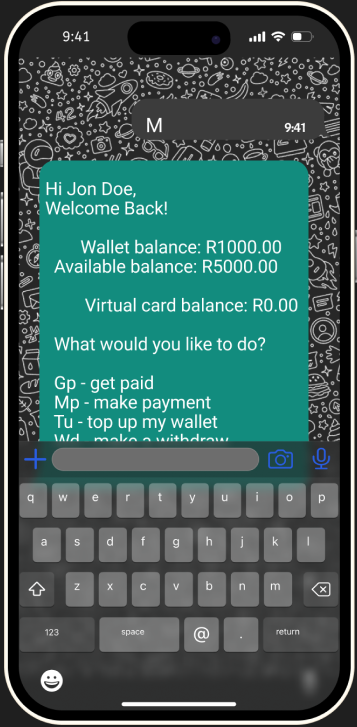 9:41
M
9:41
Hi Jon Doe,
Welcome Back!
Wallet balance: R1000.00
Available balance: R5000.00
Virtual card balance: R0.00
What would you like to do?
Gp - get paid
Mp - make payment
Tu - top up my wallet
Wd - make a withdraw
q w e r t y u i o p
a s d f g h j k l
z x c v b n m
123 space @ . return